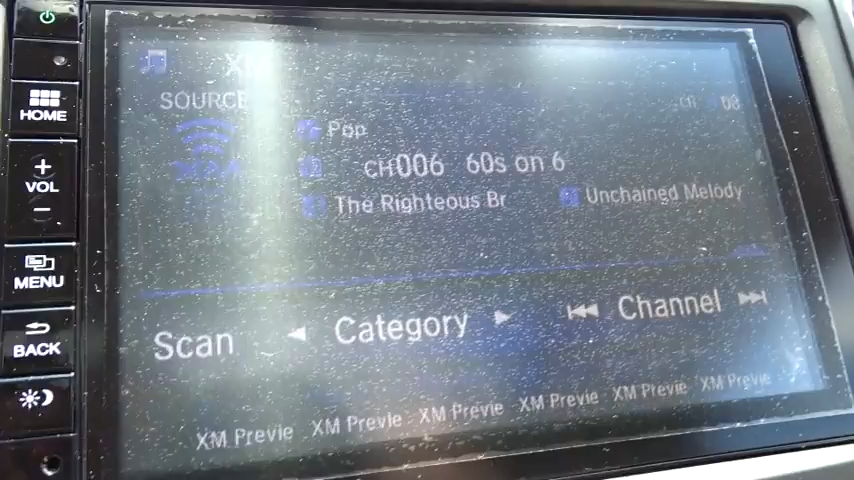 HOME
VOL
MENU
BACK
SOURCE
Pop
CH006 60s on 6
The Righteous Br
Unchained Melody
Scan
Category
Channel
XM Previe XM Previe XM Previe XM Previe XM Previe XM Previe